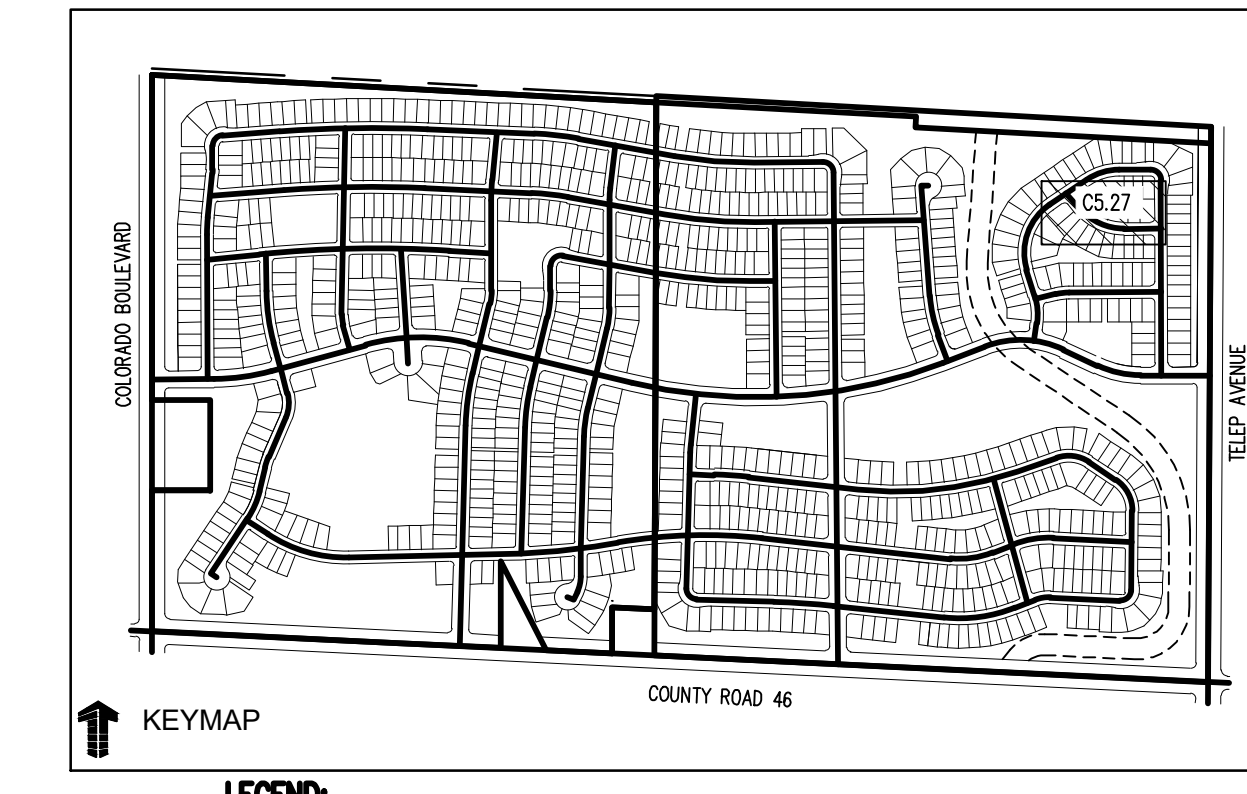 C5.27
COLORADO BOULEVARD
TELEP AVENUE
COUNTY ROAD 46
KEYMAP
LEGEND: